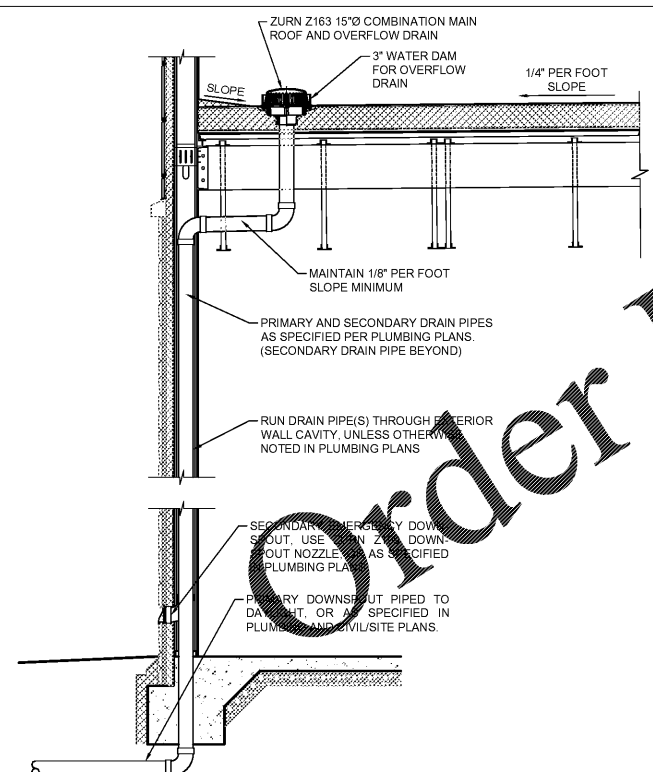 ZURN Z163 15"Ø COMBINATION MAIN
ROOF AND OVERFLOW DRAIN
3" WATER DAM
FOR OVERFLOW
DRAIN
1/4" PER FOOT
SLOPE
SLOPE
MAINTAIN 1/8" PER FOOT
SLOPE MINIMUM
PRIMARY AND SECONDARY DRAIN PIPES
AS SPECIFIED PER PLUMBING PLANS.
(SECONDARY DRAIN PIPE BEYOND)
RUN DRAIN PIPE(S) THROUGH EXTERIOR
WALL CAVITY, UNLESS OTHERWISE
NOTED IN PLUMBING PLANS
SECONDARY EMERGENCY DOWN-
SPOUT, USE ZURN DOWN-
SPOUT NOZZLE, OR AS SPECIFIED
IN PLUMBING PLANS
PRIMARY DOWNSPOUT PIPED TO
DAYLIGHT, OR AS SPECIFIED IN
PLUMBING AND CIVIL/SITE PLANS.
Order